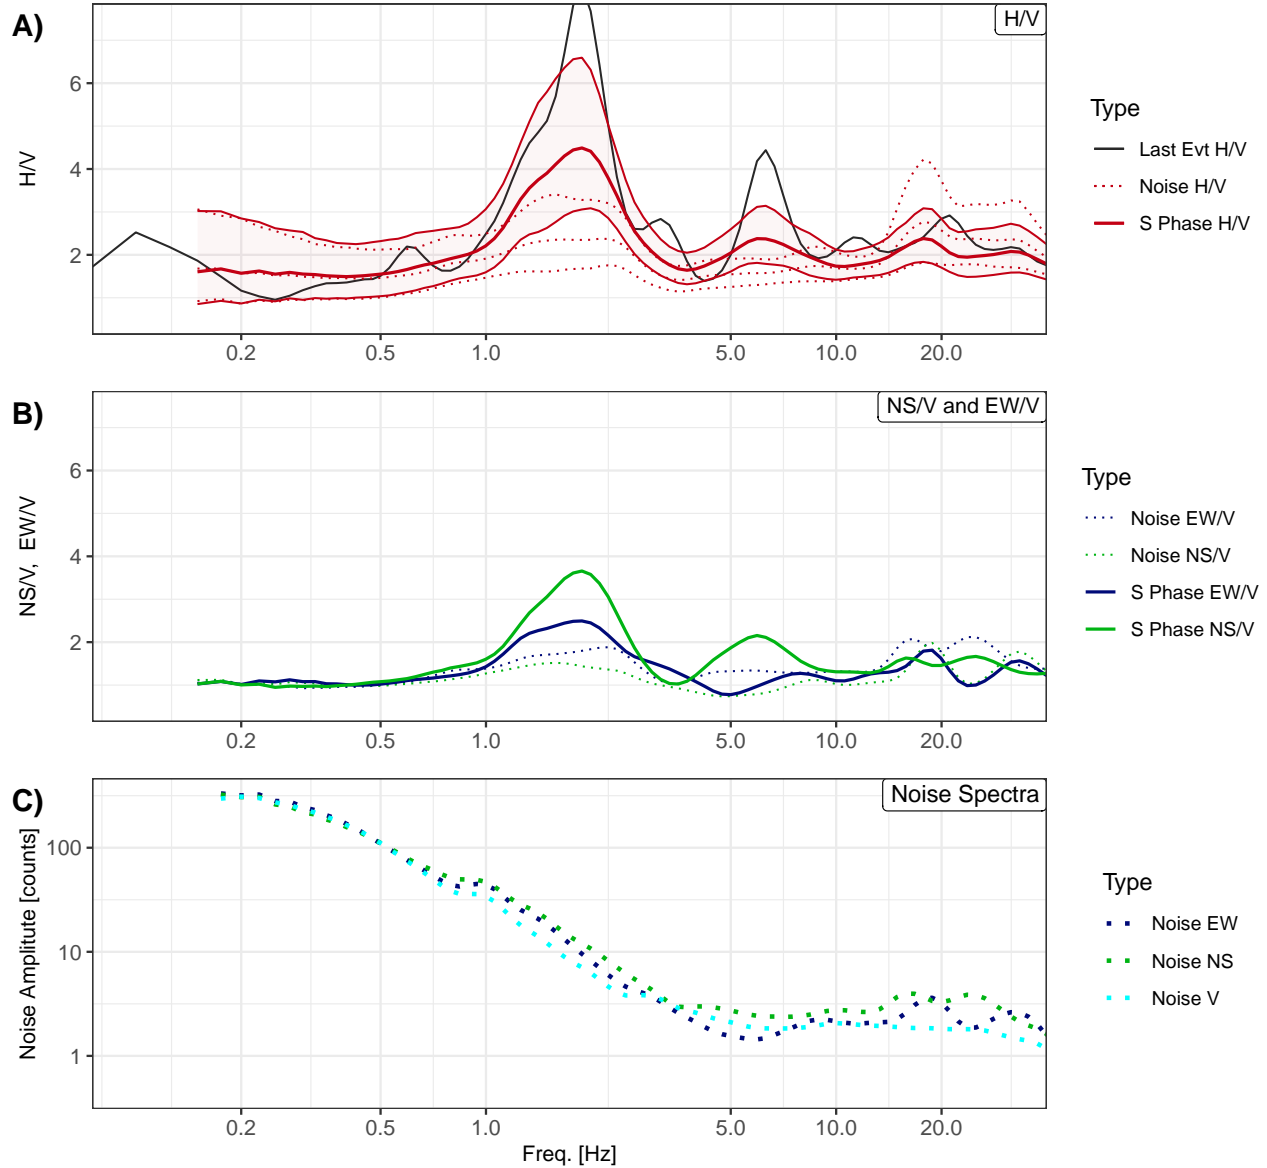 A)
H/V
6
4
2
H/V
0.2 0.5 1.0 5.0 10.0 20.0
Type
Last Evt H/V
Noise H/V
S Phase H/V
B)
NS/V and EW/V
6
4
2
NS/V,  EW/V
0.2 0.5 1.0 5.0 10.0 20.0
Type
Noise EW/V
Noise NS/V
S Phase EW/V
S Phase NS/V
C)
Noise Spectra
100
10
1
Noise Amplitute [counts]
0.2 0.5 1.0 5.0 10.0 20.0
Freq. [Hz]
Type
Noise EW
Noise NS
Noise V